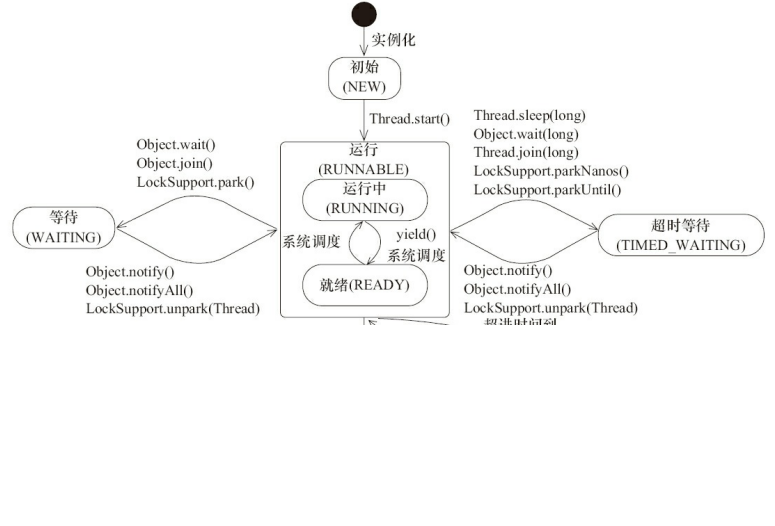 实例化
初始
(NEW)
Thread.start()
Object.wait()
Object.join()
LockSupport.park()
等待
(WAITING)
Object.notify()
Object.notifyAll()
LockSupport.unpark(Thread)
运行
(RUNNABLE)
运行中
(RUNNING)
系统调度
yield()
系统调度
就绪(READY)
Thread.sleep(long)
Object.wait(long)
Thread.join(long)
LockSupport.parkNanos()
LockSupport.parkUntil()
超时等待
(TIMED_WAITING)
Object.notify()
Object.notifyAll()
LockSupport.unpark(Thread)